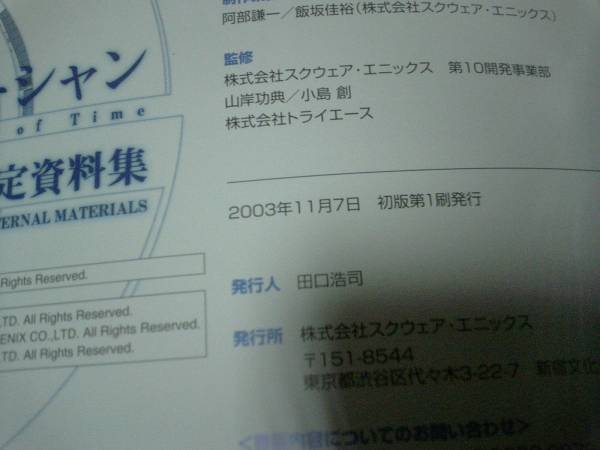 阿部謙一/飯坂佳裕(株式会社スクウェア・エニックス)
監修
株式会社スクウェア・エニックス 第10開発事業部
山岸功典/小島 創
株式会社トライエース
ーシャン
of Time
定資料集
ERNAL MATERIALS
2003年11月7日 初版第1刷発行
Rights Reserved.
LTD. All Rights Reserved.
ENIX CO.,LTD. All Rights Reserved.
LTD. All Rights Reserved.
発行人 田口浩司
発行所 株式会社スクウェア・エニックス
〒151-8544
東京都渋谷区代々木3-22-7 新宿文化
内容についてのお問い合わせ>